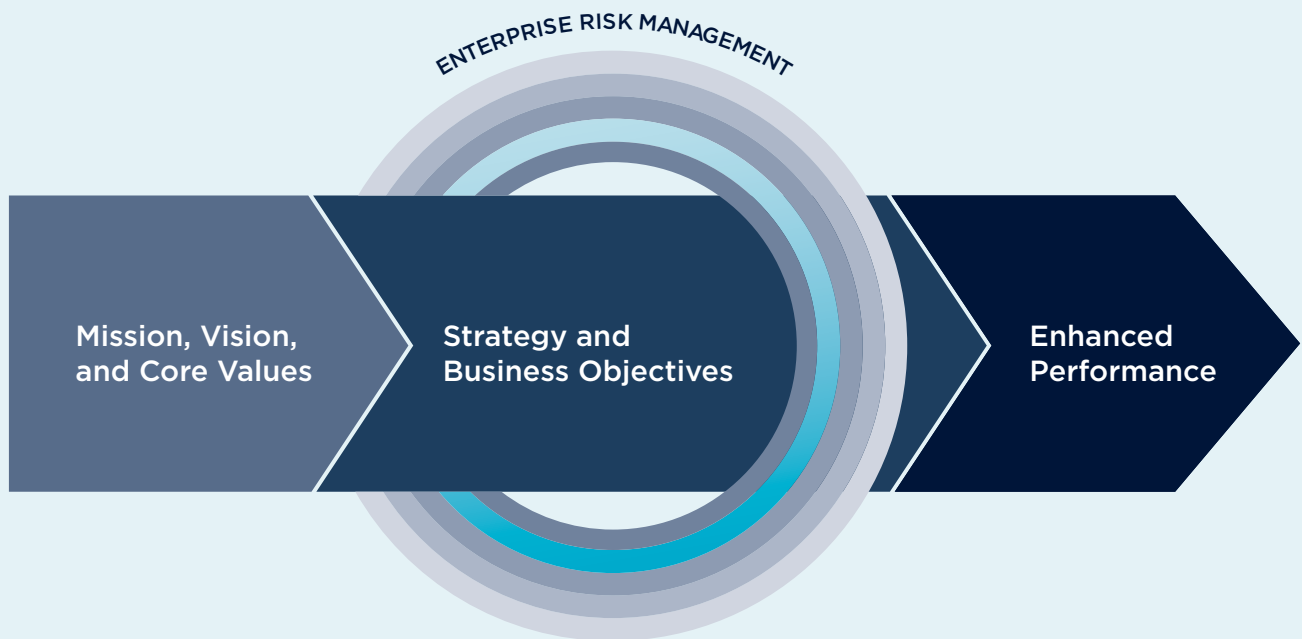 ENTERPRISE RISK MANAGEMENT
Mission, Vision,
and Core Values
Strategy and
Business Objectives
Enhanced
Performance